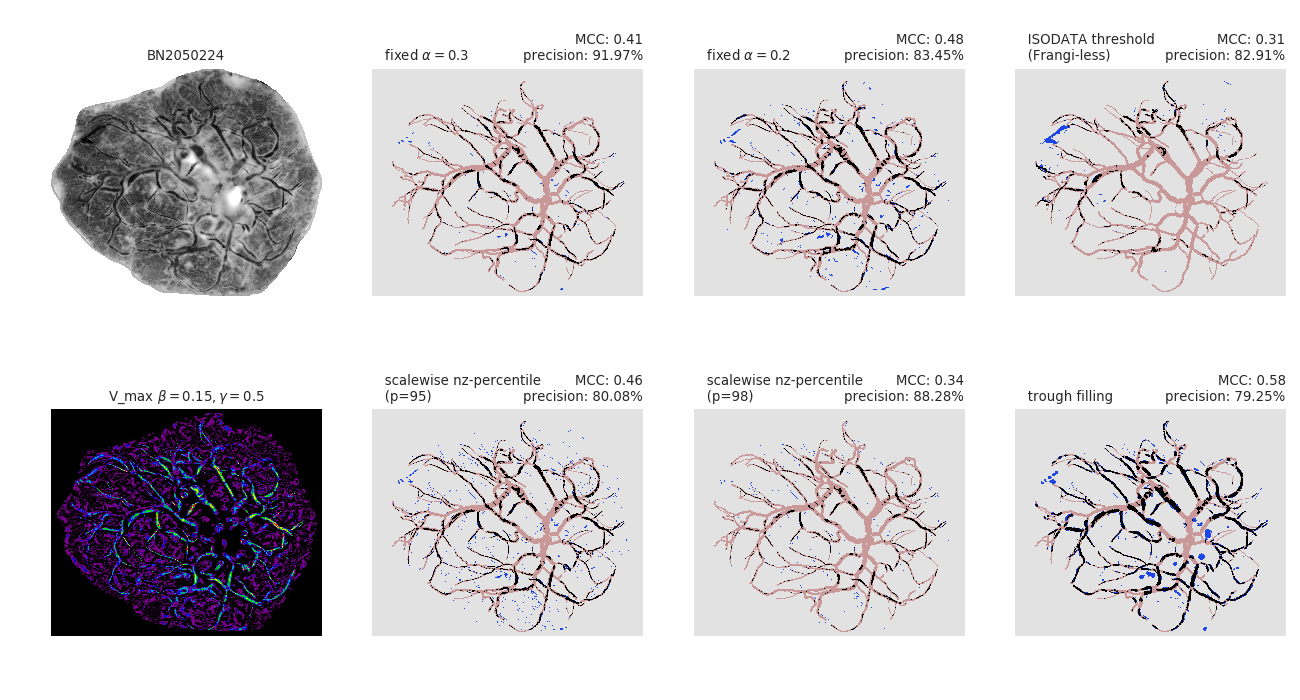 BN2050224
MCC: 0.41
fixed α = 0.3 precision: 91.97%
MCC: 0.48
fixed α = 0.2 precision: 83.45%
ISODATA threshold MCC: 0.31
(Frangi-less) precision: 82.91%
V_max β = 0.15, γ = 0.5
scalewise nz-percentile MCC: 0.46
(p=95) precision: 80.08%
scalewise nz-percentile MCC: 0.34
(p=98) precision: 88.28%
MCC: 0.58
trough filling precision: 79.25%